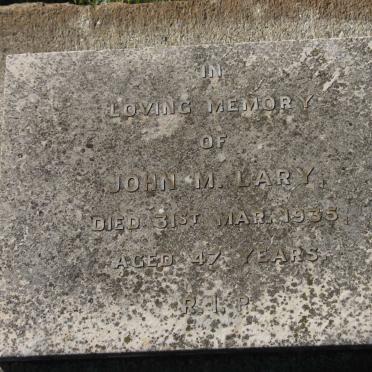 IN
LOVING MEMORY
OF
JOHN M. LARY,
DIED 31ST MAR. 1935,
AGED 47 YEARS.
R.I.P.